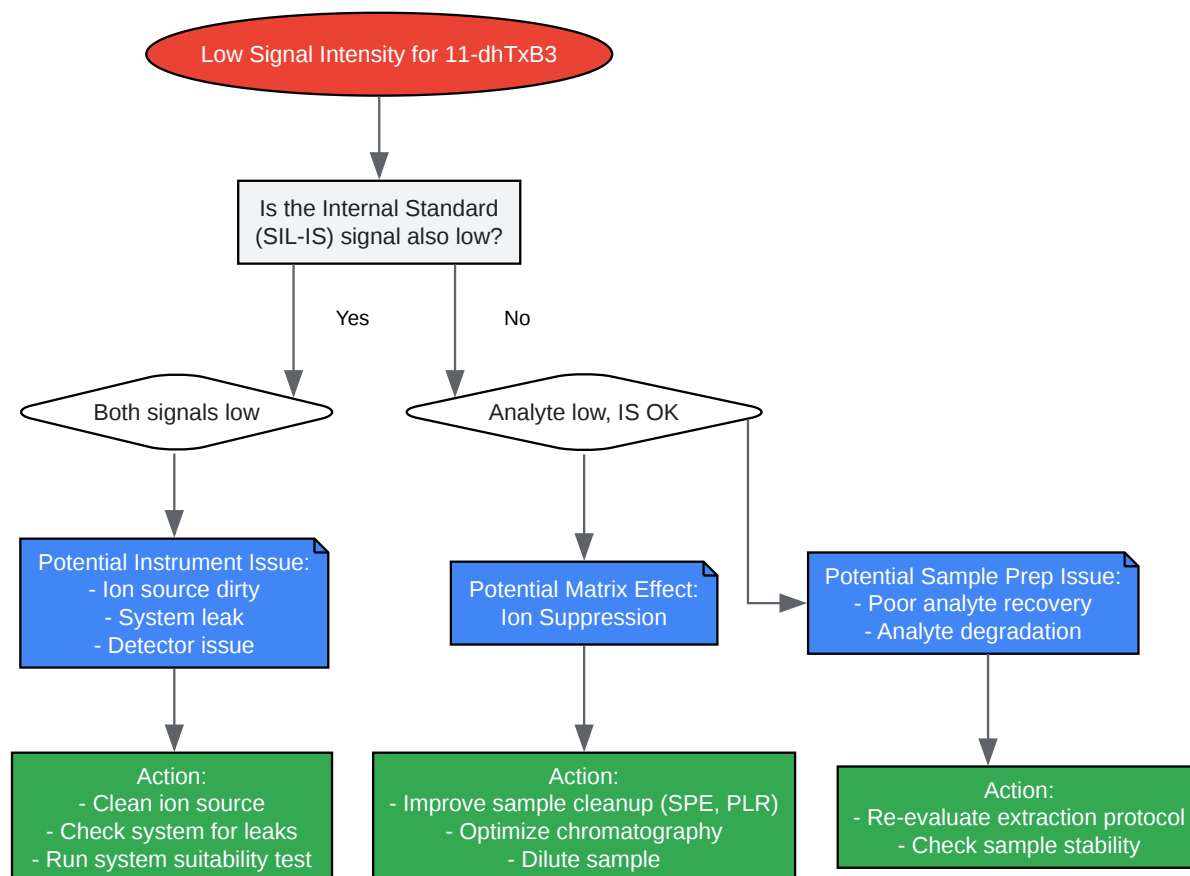 Low Signal Intensity for 11-dhTxB3
Is the Internal Standard
(SIL-IS) signal also low?
Yes
No
Both signals low
Analyte low, IS OK
Potential Instrument Issue:
- Ion source dirty
- System leak
- Detector issue
Potential Matrix Effect:
Ion Suppression
Potential Sample Prep Issue:
- Poor analyte recovery
- Analyte degradation
Action:
- Clean ion source
- Check system for leaks
- Run system suitability test
Action:
- Improve sample cleanup (SPE, PLR)
- Optimize chromatography
- Dilute sample
Action:
- Re-evaluate extraction protocol
- Check sample stability